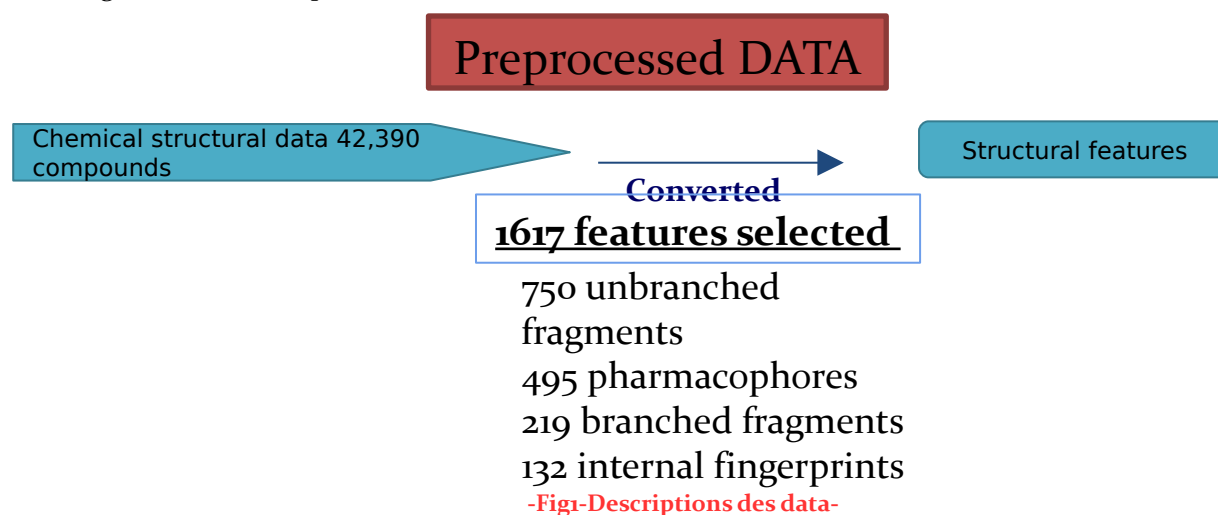 Preprocessed DATA
Chemical structural data 42,390
compounds
Structural features
Converted
1617 features selected
750 unbranched
fragments
495 pharmacophores
219 branched fragments
132 internal fingerprints
-Fig1-Descriptions des data-